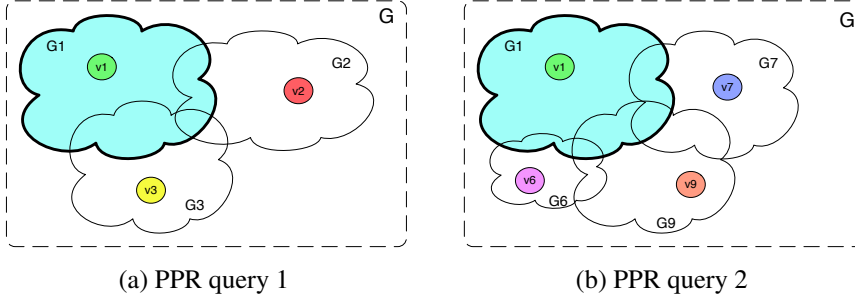 G
G1
v1
G2
v2
v3
G3
(a) PPR query 1
G
G1
v1
G7
v7
v6
G6
v9
G9
(b) PPR query 2